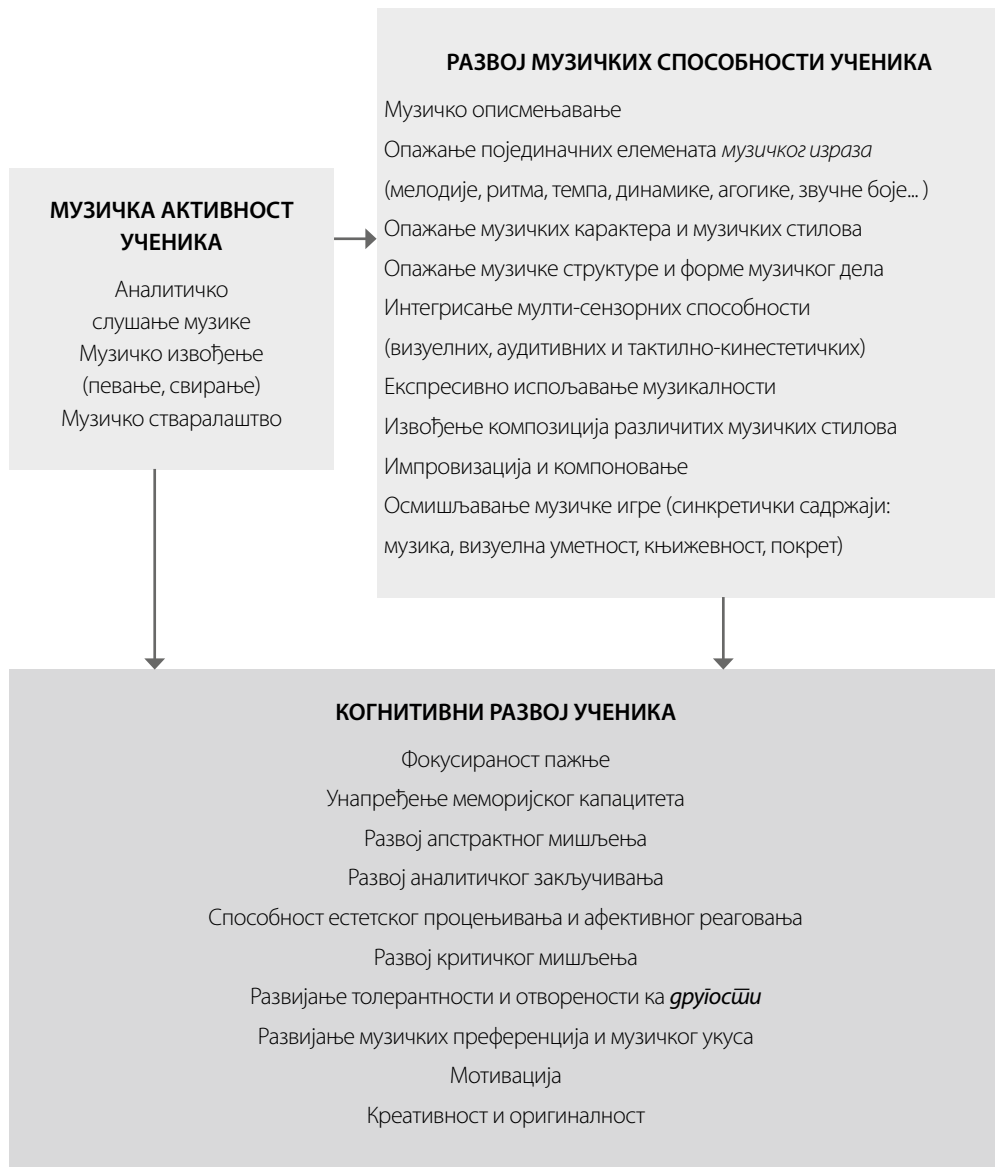 РАЗВОЈ МУЗИЧКИХ СПОСОБНОСТИ УЧЕНИКА
Музичко описмењавање
Опажање појединачних елемената музичког израза
(мелодије, ритма, темпа, динамике, агогике, звучне боје... )
Опажање музичких карактера и музичких стилова
Опажање музичке структуре и форме музичког дела
Интегрисање мулти-сензорних способности
(визуелних, аудитивних и тактилно-кинестетичких)
Експресивно испољавање музикалности
Извођење композиција различитих музичких стилова
Импровизација и компоновање
Осмишљавање музичке игре (синкретички садржаји:
музика, визуелна уметност, књижевност, покрет)
МУЗИЧКА АКТИВНОСТ
УЧЕНИКА
Аналитичко
слушање музике
Музичко извођење
(певање, свирање)
Музичко стваралаштво
КОГНИТИВНИ РАЗВОЈ УЧЕНИКА
Фокусираност пажње
Унапређење меморијског капацитета
Развој апстрактног мишљења
Развој аналитичког закључивања
Способност естетског процењивања и афективног реаговања
Развој критичког мишљења
Развијање толерантности и отворености ка другости
Развијање музичких преференција и музичког укуса
Мотивација
Креативност и оригиналност